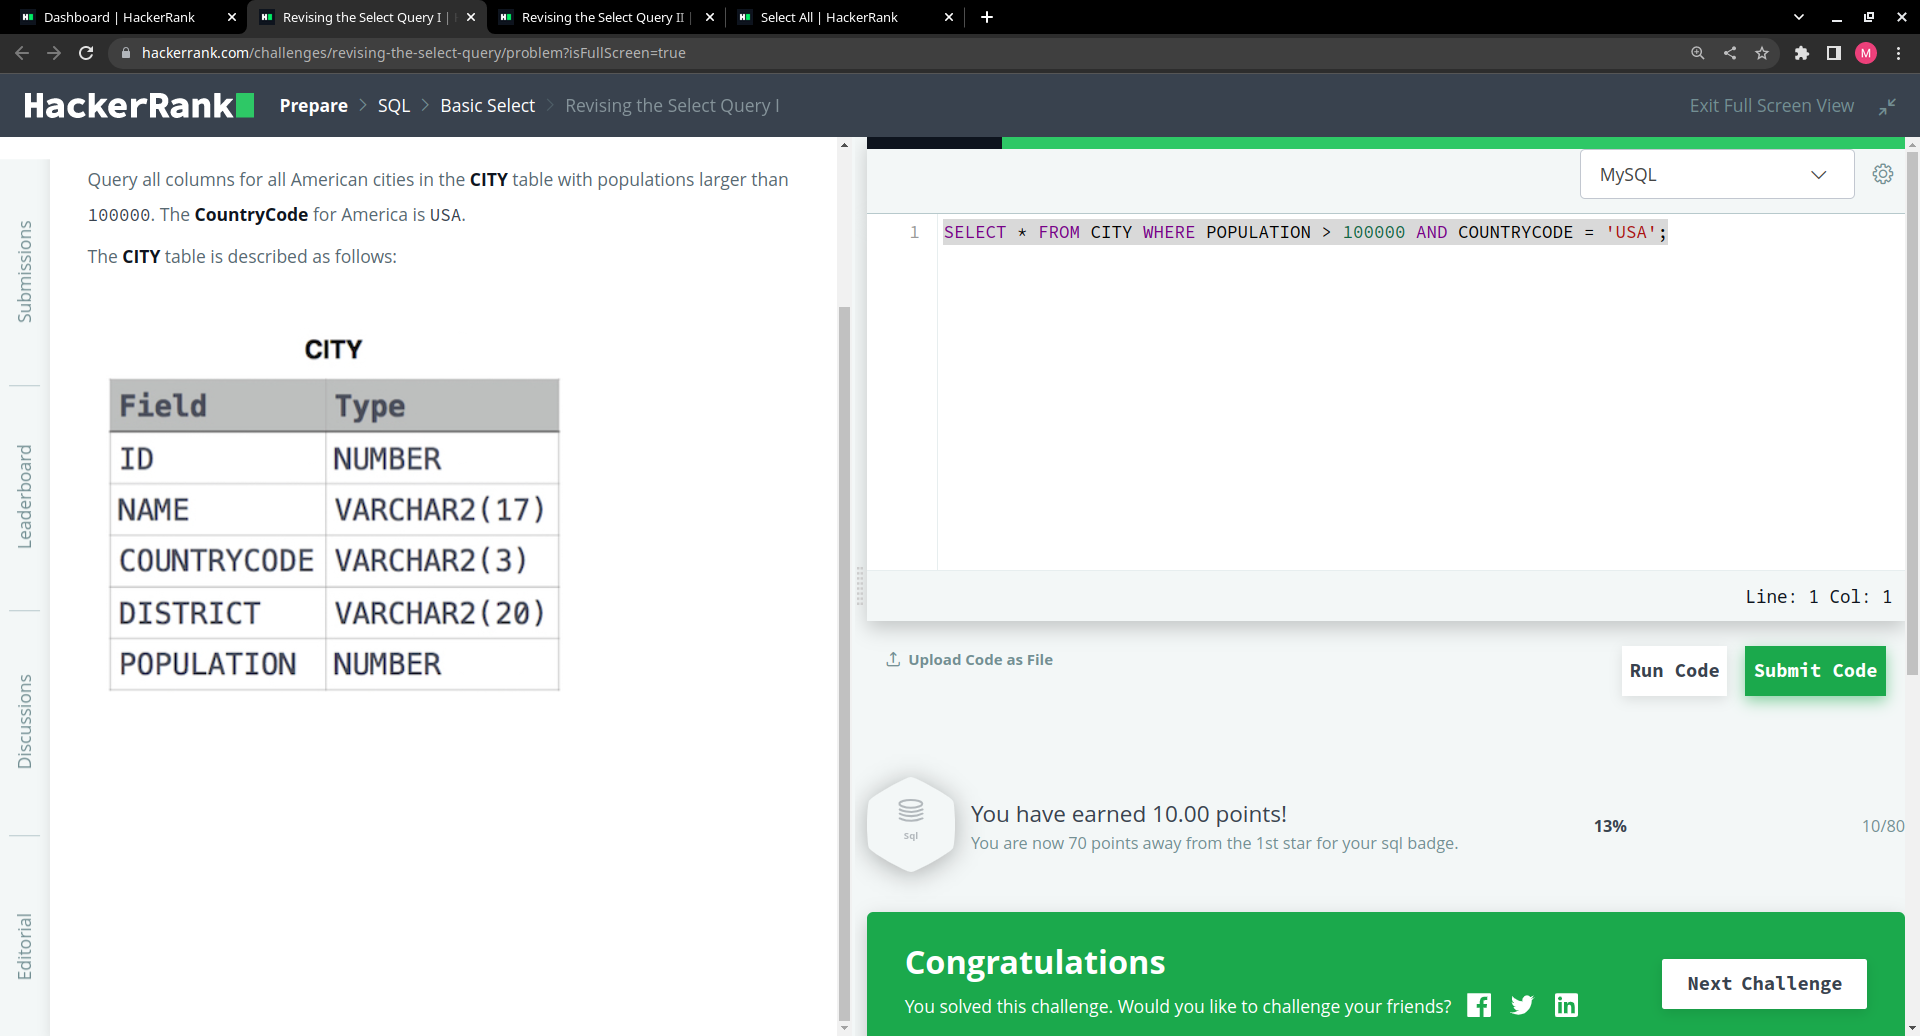 Dashboard | HackerRank
Revising the Select Query I |
Revising the Select Query II |
Select All | HackerRank
hackerrank.com/challenges/revising-the-select-query/problem?isFullScreen=true
M
HackerRank
Prepare > SQL > Basic Select > Revising the Select Query I
Exit Full Screen View
Submissions
Leaderboard
Discussions
Editorial
Query all columns for all American cities in the CITY table with populations larger than
100000. The CountryCode for America is USA.
The CITY table is described as follows:
CITY
Field Type
ID NUMBER
NAME VARCHAR2(17)
COUNTRYCODE VARCHAR2(3)
DISTRICT VARCHAR2(20)
POPULATION NUMBER
MySQL
1 SELECT * FROM CITY WHERE POPULATION > 100000 AND COUNTRYCODE = 'USA';
Line: 1 Col: 1
Upload Code as File
Run Code
Submit Code
Sql
You have earned 10.00 points!
You are now 70 points away from the 1st star for your sql badge.
13%
10/80
Congratulations
You solved this challenge. Would you like to challenge your friends?
Next Challenge